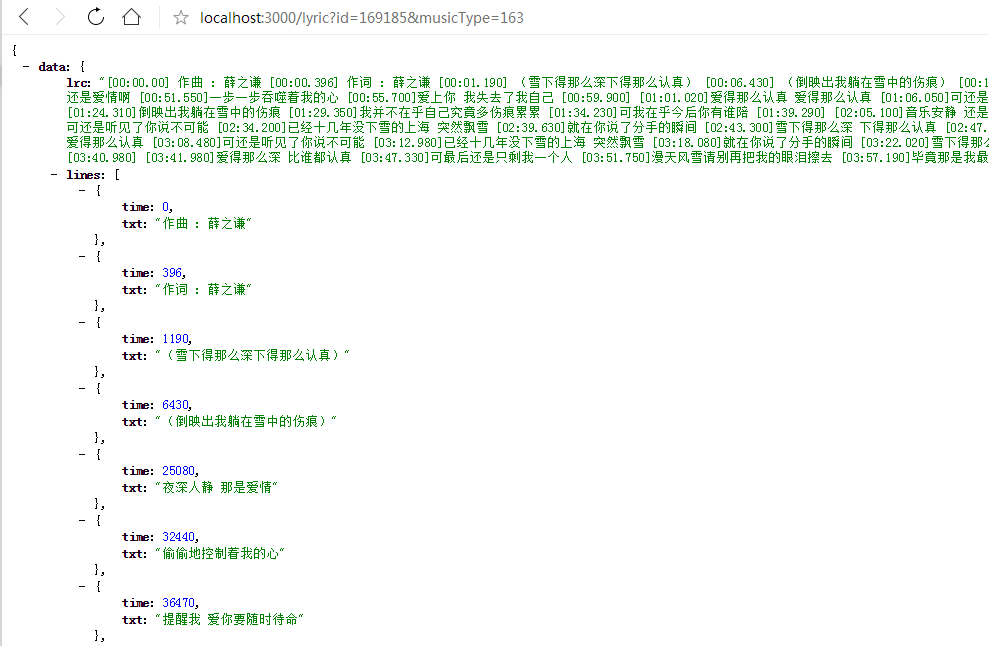 localhost:3000/lyric?id=169185&musicType=163
{
− data: {
lrc: "[00:00.00] 作曲 : 薛之谦 [00:00.396] 作词 : 薛之谦 [00:01.190] （雪下得那么深下得那么认真） [00:06.430] （倒映出我躺在雪中的伤痕） [00:1
还是爱情啊 [00:51.550]一步一步吞噬着我的心 [00:55.700]爱上你 我失去了我自己 [00:59.900] [01:01.020]爱得那么认真 爱得那么认真 [01:06.050]可还是
[01:24.310]倒映出我躺在雪中的伤痕 [01:29.350]我并不在乎自己究竟多伤痕累累 [01:34.230]可我在乎今后你有谁陪 [01:39.290] [02:05.100]音乐安静 还是
可还是听见了你说不可能 [02:34.200]已经十几年没下雪的上海 突然飘雪 [02:39.630]就在你说了分手的瞬间 [02:43.300]雪下得那么深 下得那么认真 [02:47.
爱得那么认真 [03:08.480]可还是听见了你说不可能 [03:12.980]已经十几年没下雪的上海 突然飘雪 [03:18.080]就在你说了分手的瞬间 [03:22.020]雪下得那么
[03:40.980] [03:41.980]爱得那么深 比谁都认真 [03:47.330]可最后还是只剩我一个人 [03:51.750]漫天风雪请别再把我的眼泪擦去 [03:57.190]毕竟那是我最
− lines: [
− {
time: 0,
txt: "作曲 : 薛之谦"
},
− {
time: 396,
txt: "作词 : 薛之谦"
},
− {
time: 1190,
txt: "（雪下得那么深下得那么认真）"
},
− {
time: 6430,
txt: "（倒映出我躺在雪中的伤痕）"
},
− {
time: 25080,
txt: "夜深人静 那是爱情"
},
− {
time: 32440,
txt: "偷偷地控制着我的心"
},
− {
time: 36470,
txt: "提醒我 爱你要随时待命"
},